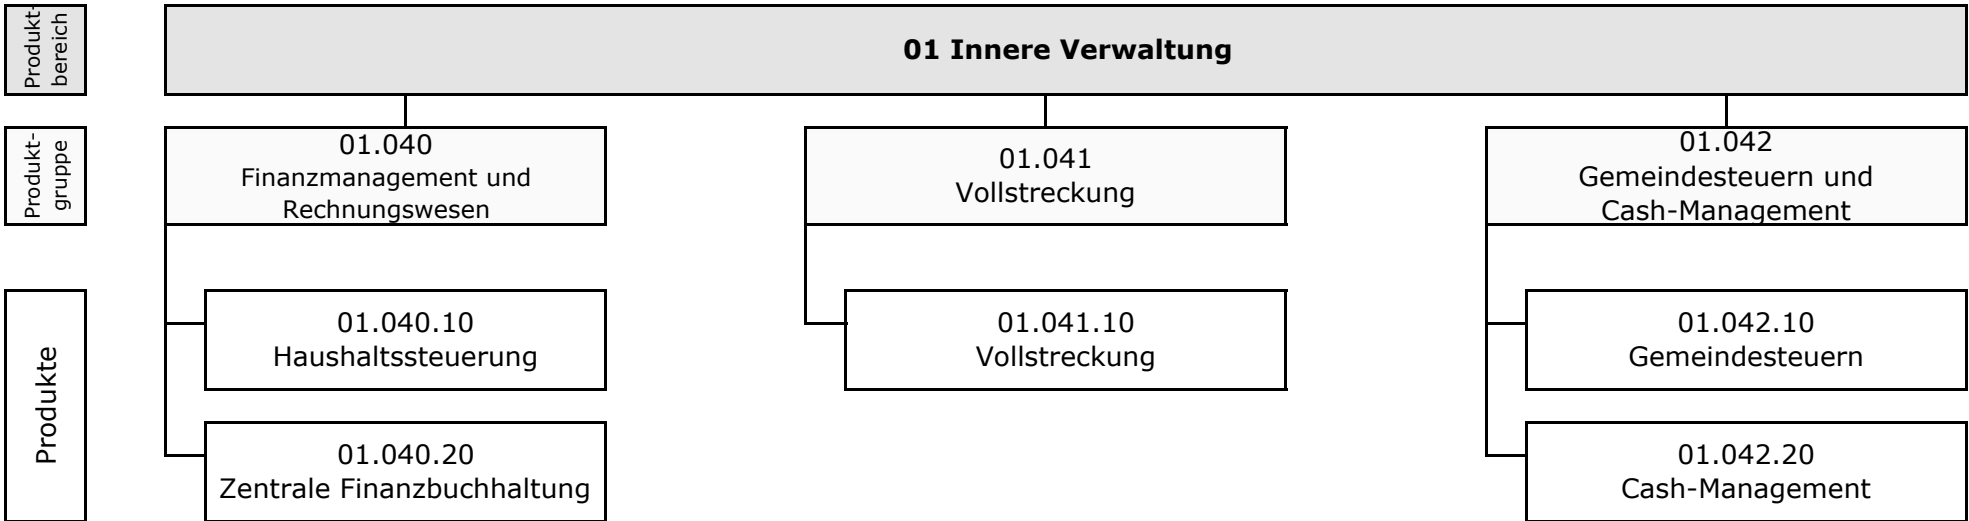 Produkt-
bereich
01 Innere Verwaltung
Produkt-
gruppe
01.040
Finanzmanagement und
Rechnungswesen
01.041
Vollstreckung
01.042
Gemeindesteuern und
Cash-Management
Produkte
01.040.10
Haushaltssteuerung
01.041.10
Vollstreckung
01.042.10
Gemeindesteuern
01.040.20
Zentrale Finanzbuchhaltung
01.042.20
Cash-Management